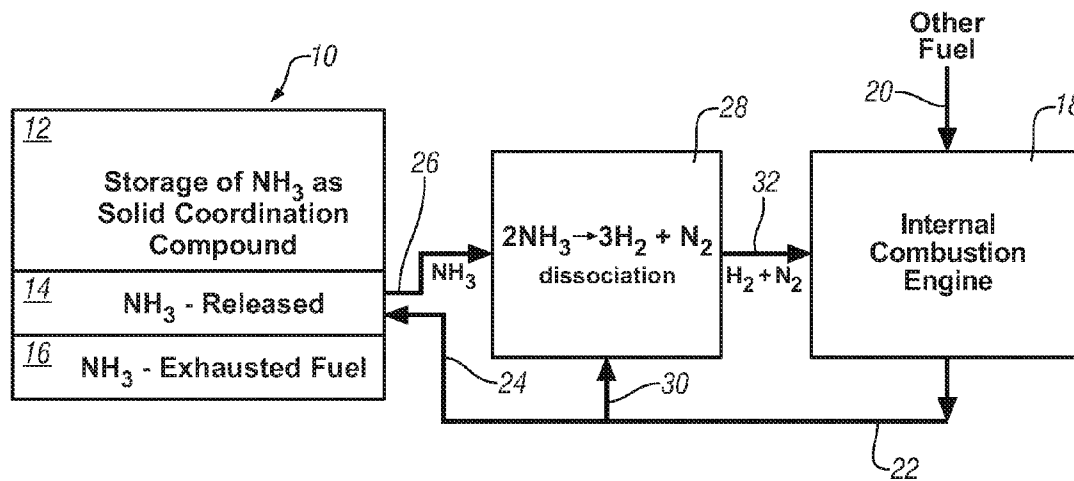 10
12
Storage of NH₃ as
Solid Coordination
Compound
14
NH₃ - Released
16
NH₃ - Exhausted Fuel
26
NH₃
24
28
2NH₃→3H₂ + N₂
dissociation
30
32
H₂+N₂
Other
Fuel
20
18
Internal
Combustion
Engine
22